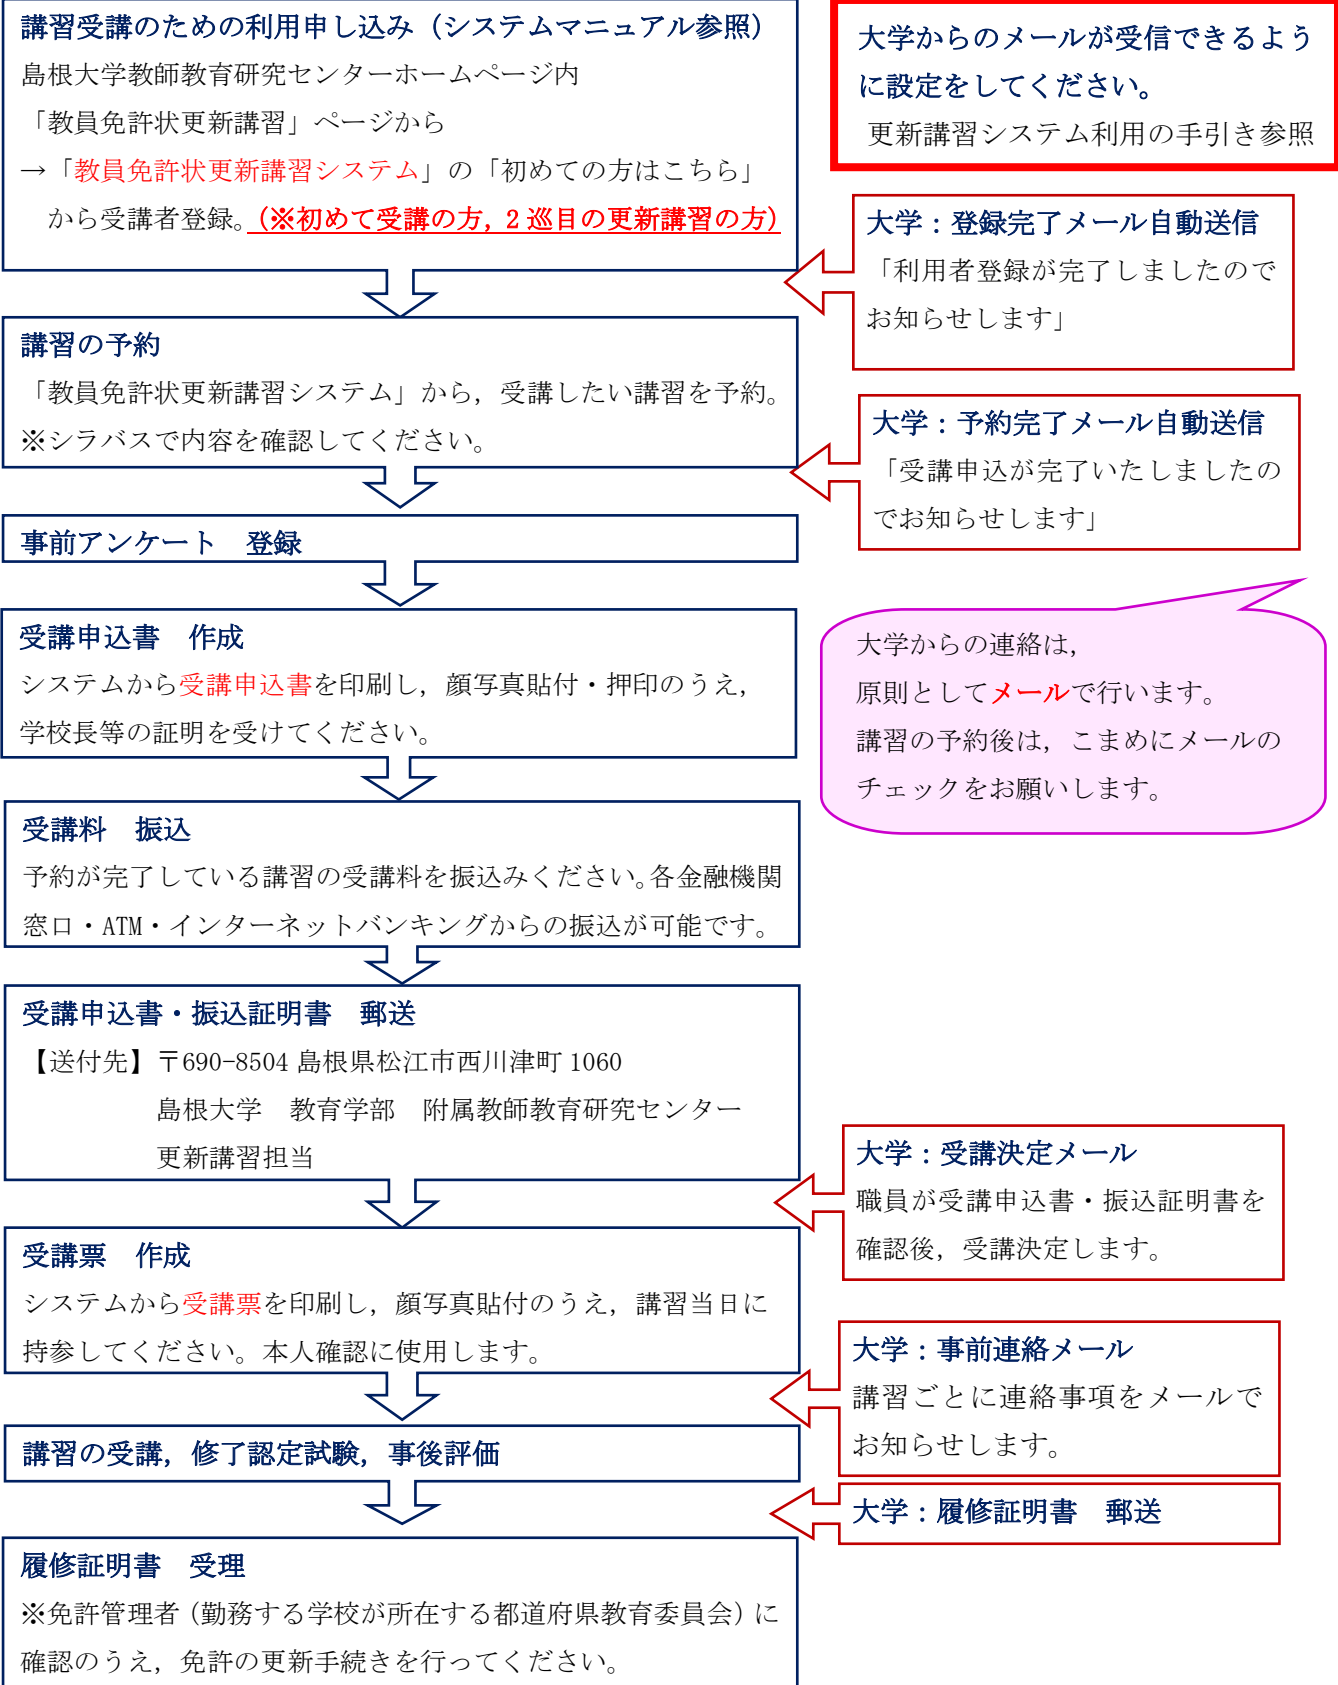 講習受講のための利用申し込み（システムマニュアル参照）
島根大学教師教育研究センターホームページ内
「教員免許状更新講習」ページから
→「教員免許状更新講習システム」の「初めての方はこちら」
から受講者登録。（※初めて受講の方，2巡目の更新講習の方）
大学からのメールが受信できるよう
に設定をしてください。
更新講習システム利用の手引き参照
大学：登録完了メール自動送信
「利用者登録が完了しましたので
お知らせします」
講習の予約
「教員免許状更新講習システム」から，受講したい講習を予約。
※シラバスで内容を確認してください。
大学：予約完了メール自動送信
「受講申込が完了いたしましたの
でお知らせします」
事前アンケート　登録
受講申込書　作成
システムから受講申込書を印刷し，顔写真貼付・押印のうえ，
学校長等の証明を受けてください。
大学からの連絡は，
原則としてメールで行います。
講習の予約後は，こまめにメールの
チェックをお願いします。
受講料　振込
予約が完了している講習の受講料を振込みください。各金融機関
窓口・ATM・インターネットバンキングからの振込が可能です。
受講申込書・振込証明書　郵送
【送付先】〒690-8504 島根県松江市西川津町 1060
島根大学　教育学部　附属教師教育研究センター
更新講習担当
大学：受講決定メール
職員が受講申込書・振込証明書を
確認後，受講決定します。
受講票　作成
システムから受講票を印刷し，顔写真貼付のうえ，講習当日に
持参してください。本人確認に使用します。
大学：事前連絡メール
講習ごとに連絡事項をメールで
お知らせします。
講習の受講，修了認定試験，事後評価
大学：履修証明書　郵送
履修証明書　受理
※免許管理者（勤務する学校が所在する都道府県教育委員会）に
確認のうえ，免許の更新手続きを行ってください。